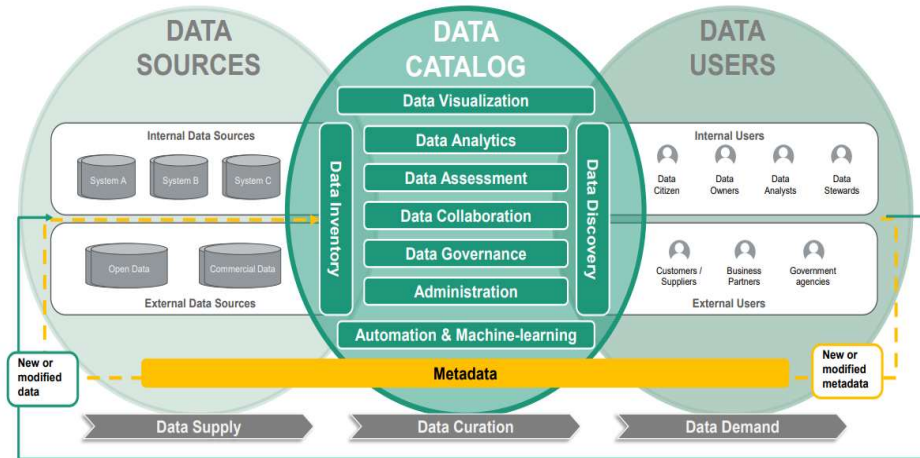 DATA
SOURCES
DATA
CATALOG
DATA
USERS
Data Visualization
Internal Data Sources
System A
System B
System C
Open Data
Commercial Data
External Data Sources
Data Inventory
Data Analytics
Data Assessment
Data Collaboration
Data Governance
Administration
Data Discovery
Automation & Machine-learning
Internal Users
Data
Citizen
Data
Owners
Data
Analysts
Data
Stewards
Customers /
Suppliers
Business
Partners
Government
agencies
External Users
New or
modified
data
Metadata
New or
modified
metadata
Data Supply
Data Curation
Data Demand